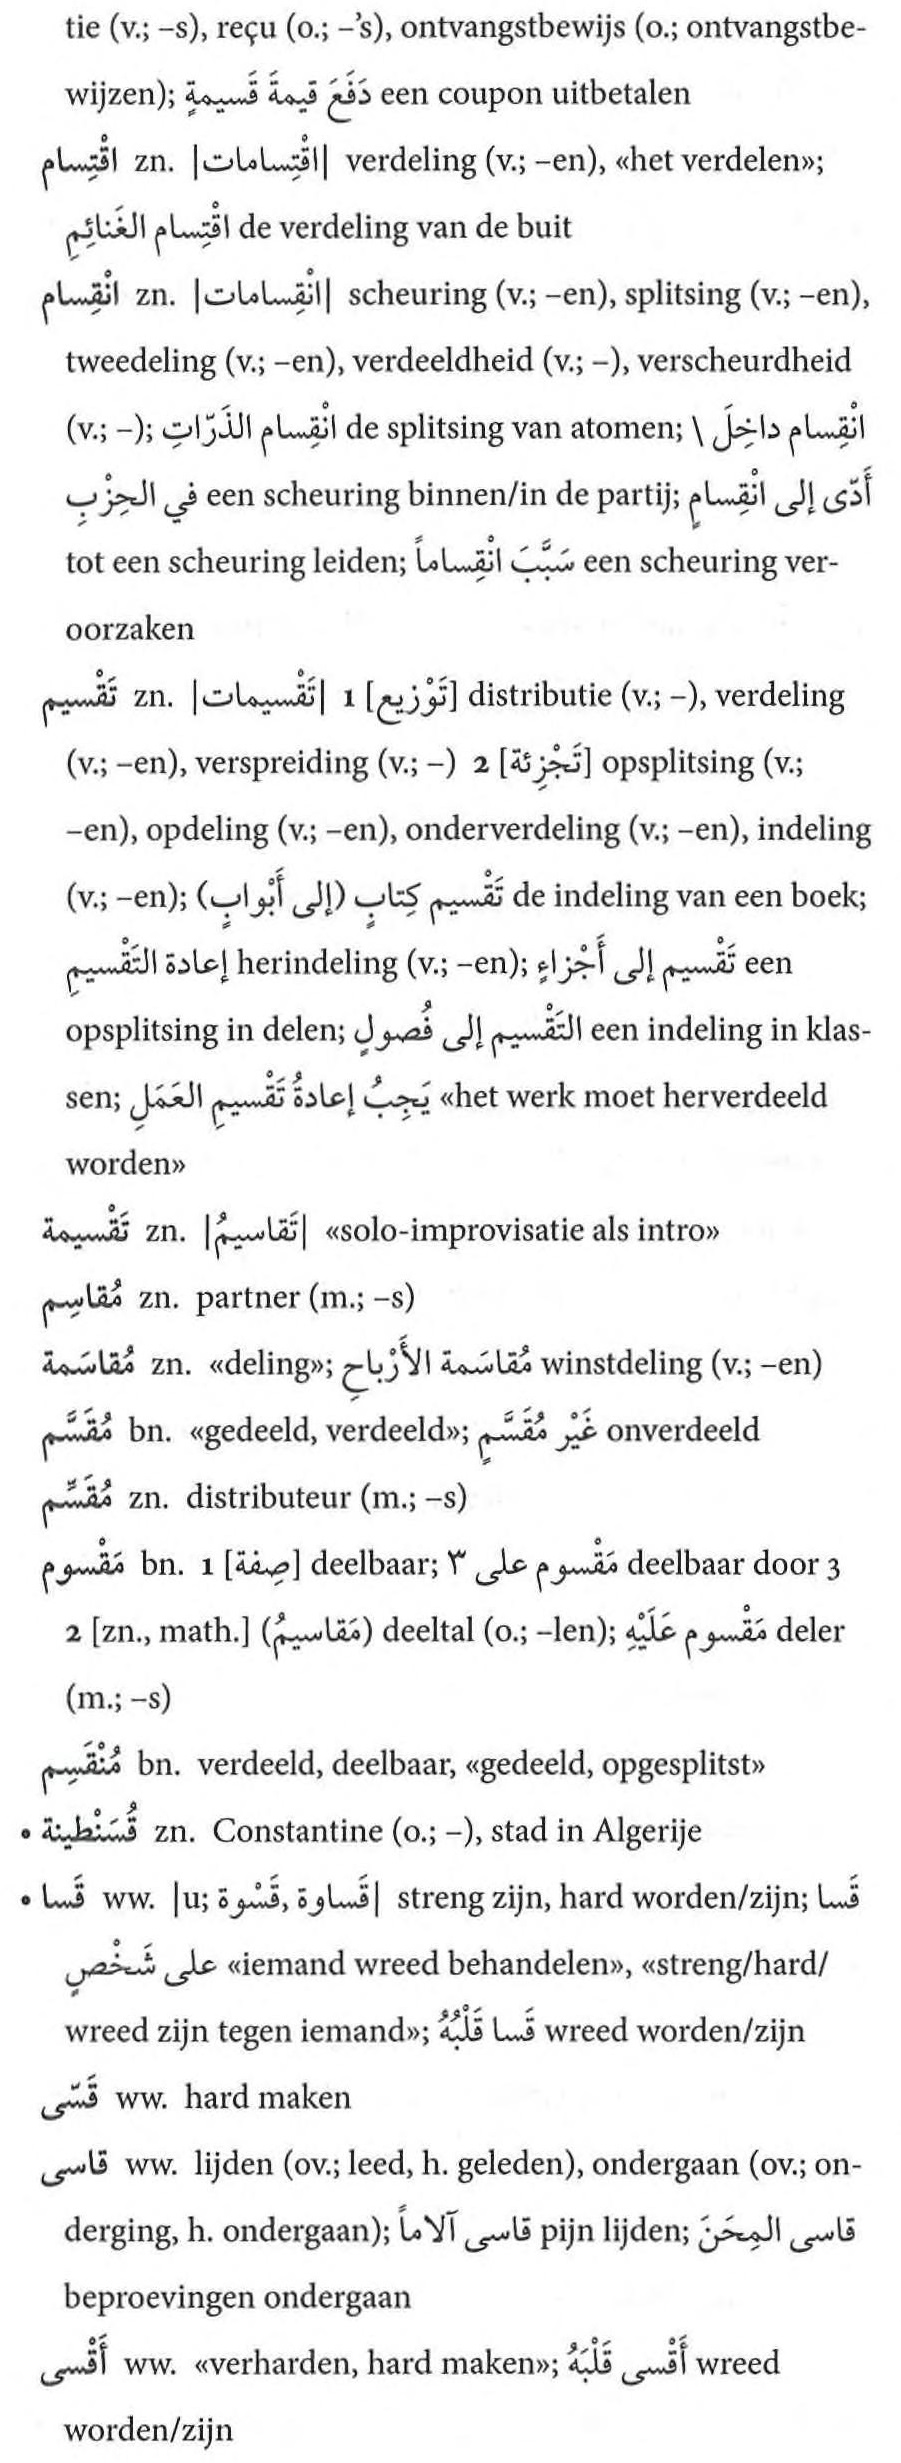 tie (v.; –s), reçu (o.; –'s), ontvangstbewijs (o.; ontvangstbe-
wijzen); دَفَعَ قيمةَ قَسيمةٍ een coupon uitbetalen
اقْتِسام zn. |اقْتِسامات| verdeling (v.; –en), «het verdelen»;
اقْتِسام الغَنائِمِ de verdeling van de buit
انْقِسام zn. |انْقِسامات| scheuring (v.; –en), splitsing (v.; –en),
tweedeling (v.; –en), verdeeldheid (v.; –), verscheurdheid
(v.; –); انْقِسام الذَرّاتِ de splitsing van atomen; \ انْقِسام داخِلَ
في الحِزْبِ een scheuring binnen/in de partij; أَدّى إلى انْقِسامٍ
tot een scheuring leiden; سَبَّبَ انْقِساماً een scheuring ver-
oorzaken
تَقْسيم zn. |تَقْسيمات| 1 [تَوْزيع] distributie (v.; –), verdeling
(v.; –en), verspreiding (v.; –) 2 [تَجْزِئة] opsplitsing (v.;
–en), opdeling (v.; –en), onderverdeling (v.; –en), indeling
(v.; –en); تَقْسيم كِتابٍ (إلى أَبْوابٍ) de indeling van een boek;
إعادة التَقْسيمِ herindeling (v.; –en); تَقْسيم إلى أَجْزاءٍ een
opsplitsing in delen; التَقْسيم إلى فُصولٍ een indeling in klas-
sen; يَجِبُ إعادةُ تَقْسيمِ العَمَلِ «het werk moet herverdeeld
worden»
تَقْسيمة zn. |تَقاسيمُ| «solo-improvisatie als intro»
مُقاسِم zn. partner (m.; –s)
مُقاسَمة zn. «deling»; مُقاسَمة الأَرْباحِ winstdeling (v.; –en)
مُقَسَّم bn. «gedeeld, verdeeld»; غَيْر مُقَسَّمٍ onverdeeld
مُقَسِّم zn. distributeur (m.; –s)
مَقْسوم bn. 1 [صِفة] deelbaar; مَقْسوم على ٣ deelbaar door 3
2 [zn., math.] (مَقاسيمُ) deeltal (o.; –len); مَقْسوم عَلَيْهِ deler
(m.; –s)
مُنْقَسِم bn. verdeeld, deelbaar, «gedeeld, opgesplitst»
• قُسَنْطينة zn. Constantine (o.; –), stad in Algerije
• قَسا ww. |u; قَساوة ,قَسْوة| streng zijn, hard worden/zijn; قَسا
على شَخْصٍ «iemand wreed behandelen», «streng/hard/
wreed zijn tegen iemand»; قَسا قَلْبُهُ wreed worden/zijn
قَسّى ww. hard maken
قاسى ww. lijden (ov.; leed, h. geleden), ondergaan (ov.; on-
derging, h. ondergaan); قاسى آلاماً pijn lijden; قاسى المِحَنَ
beproevingen ondergaan
أَقْسى ww. «verharden, hard maken»; أَقْسى قَلْبَهُ wreed
worden/zijn